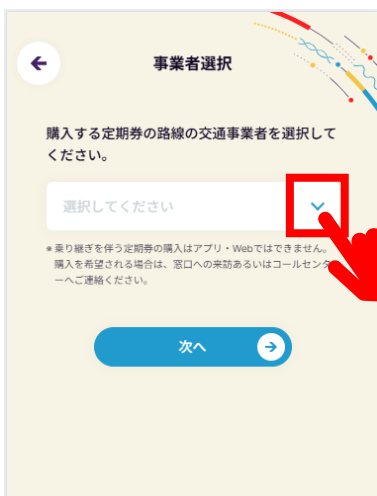 事業者選択
購入する定期券の路線の交通事業者を選択して
ください。
選択してください
※乗り継ぎを伴う定期券の購入はアプリ・Webではできません。
購入を希望される場合は、窓口への来訪あるいはコールセンタ
ーへご連絡ください。
次へ